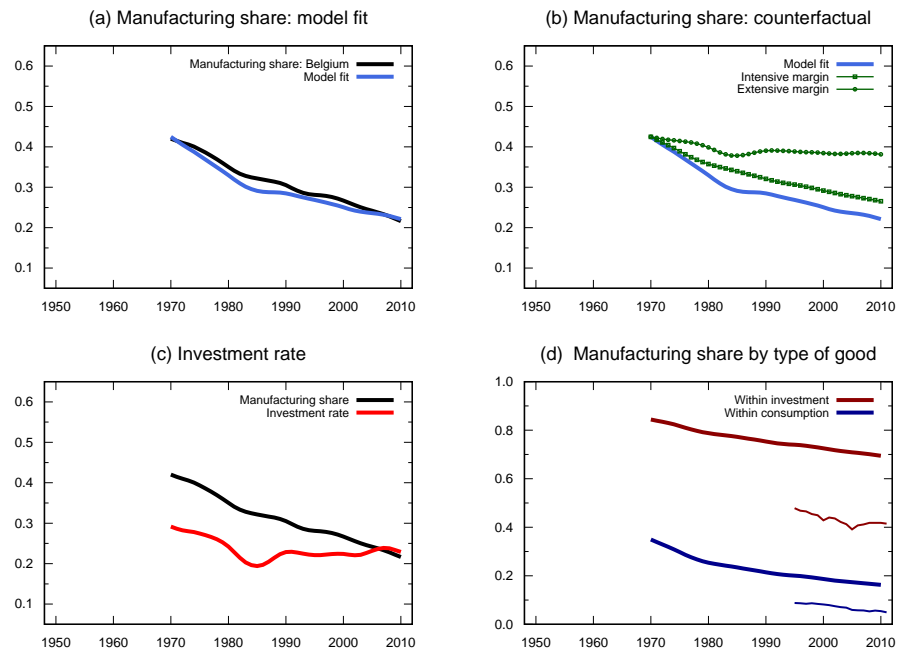 (a) Manufacturing share: model fit
0.6
0.5
0.4
0.3
0.2
0.1
1950 1960 1970 1980 1990 2000 2010
Manufacturing share: Belgium
Model fit
(b) Manufacturing share: counterfactual
0.6
0.5
0.4
0.3
0.2
0.1
1950 1960 1970 1980 1990 2000 2010
Model fit
Intensive margin
Extensive margin
(c) Investment rate
0.6
0.5
0.4
0.3
0.2
0.1
1950 1960 1970 1980 1990 2000 2010
Manufacturing share
Investment rate
(d) Manufacturing share by type of good
1.0
0.8
0.6
0.4
0.2
0.0
1950 1960 1970 1980 1990 2000 2010
Within investment
Within consumption